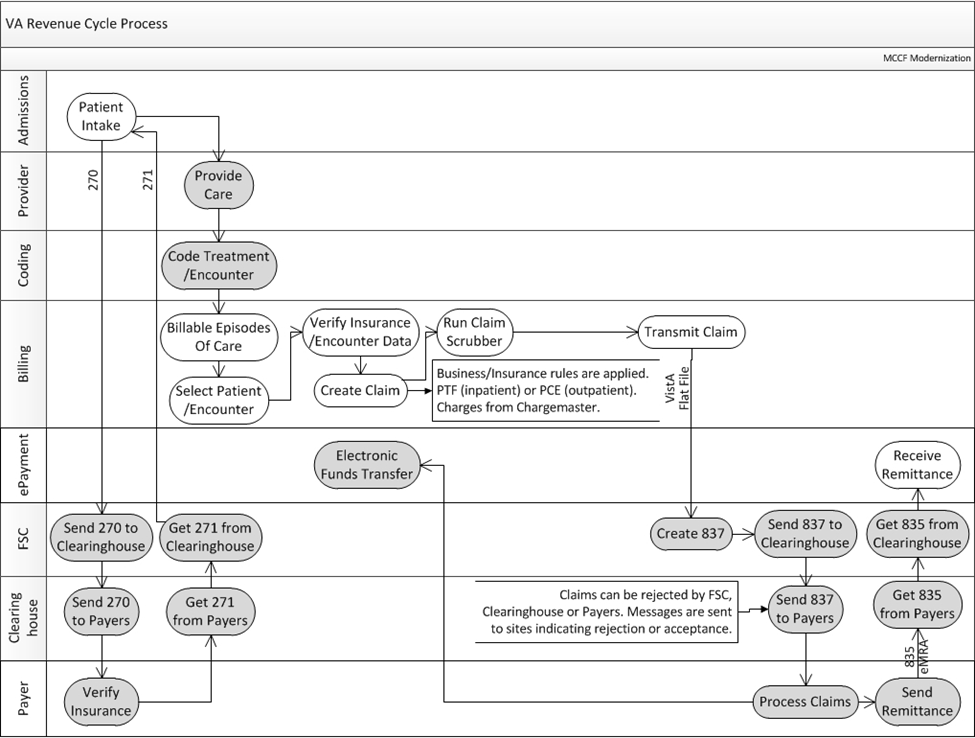 VA Revenue Cycle Process
MCCF Modernization
Admissions
Patient
Intake
270
271
Provider
Provide
Care
Coding
Code Treatment
/Encounter
Billing
Billable Episodes
Of Care
Select Patient
/Encounter
Verify Insurance
/Encounter Data
Create Claim
Run Claim
Scrubber
Business/Insurance rules are applied.
PTF (inpatient) or PCE (outpatient).
Charges from Chargemaster.
Transmit Claim
VistA
Flat File
ePayment
Electronic
Funds Transfer
Receive
Remittance
FSC
Send 270 to
Clearinghouse
Get 271 from
Clearinghouse
Create 837
Send 837 to
Clearinghouse
Get 835 from
Clearinghouse
Clearing
house
Send 270
to Payers
Get 271
from Payers
Claims can be rejected by FSC,
Clearinghouse or Payers. Messages are sent
to sites indicating rejection or acceptance.
Send 837
to Payers
Get 835
from Payers
835
eMRA
Payer
Verify
Insurance
Process Claims
Send
Remittance